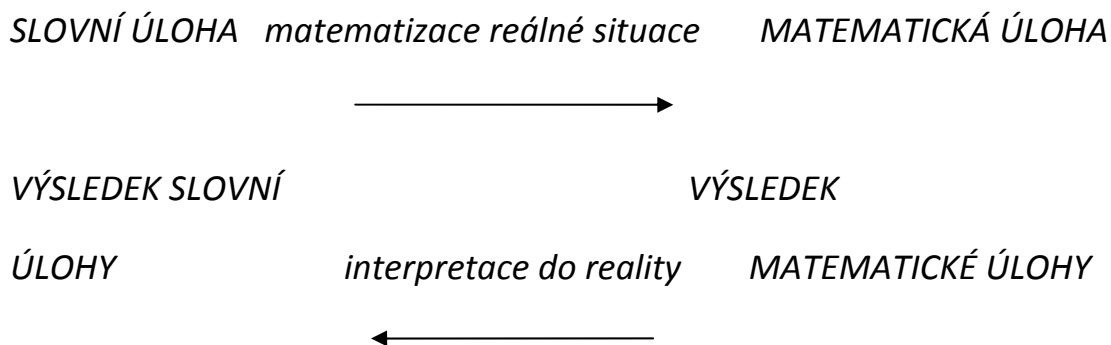 SLOVNÍ ÚLOHA matematizace reálné situace MATEMATICKÁ ÚLOHA
VÝSLEDEK SLOVNÍ VÝSLEDEK
ÚLOHY interpretace do reality MATEMATICKÉ ÚLOHY